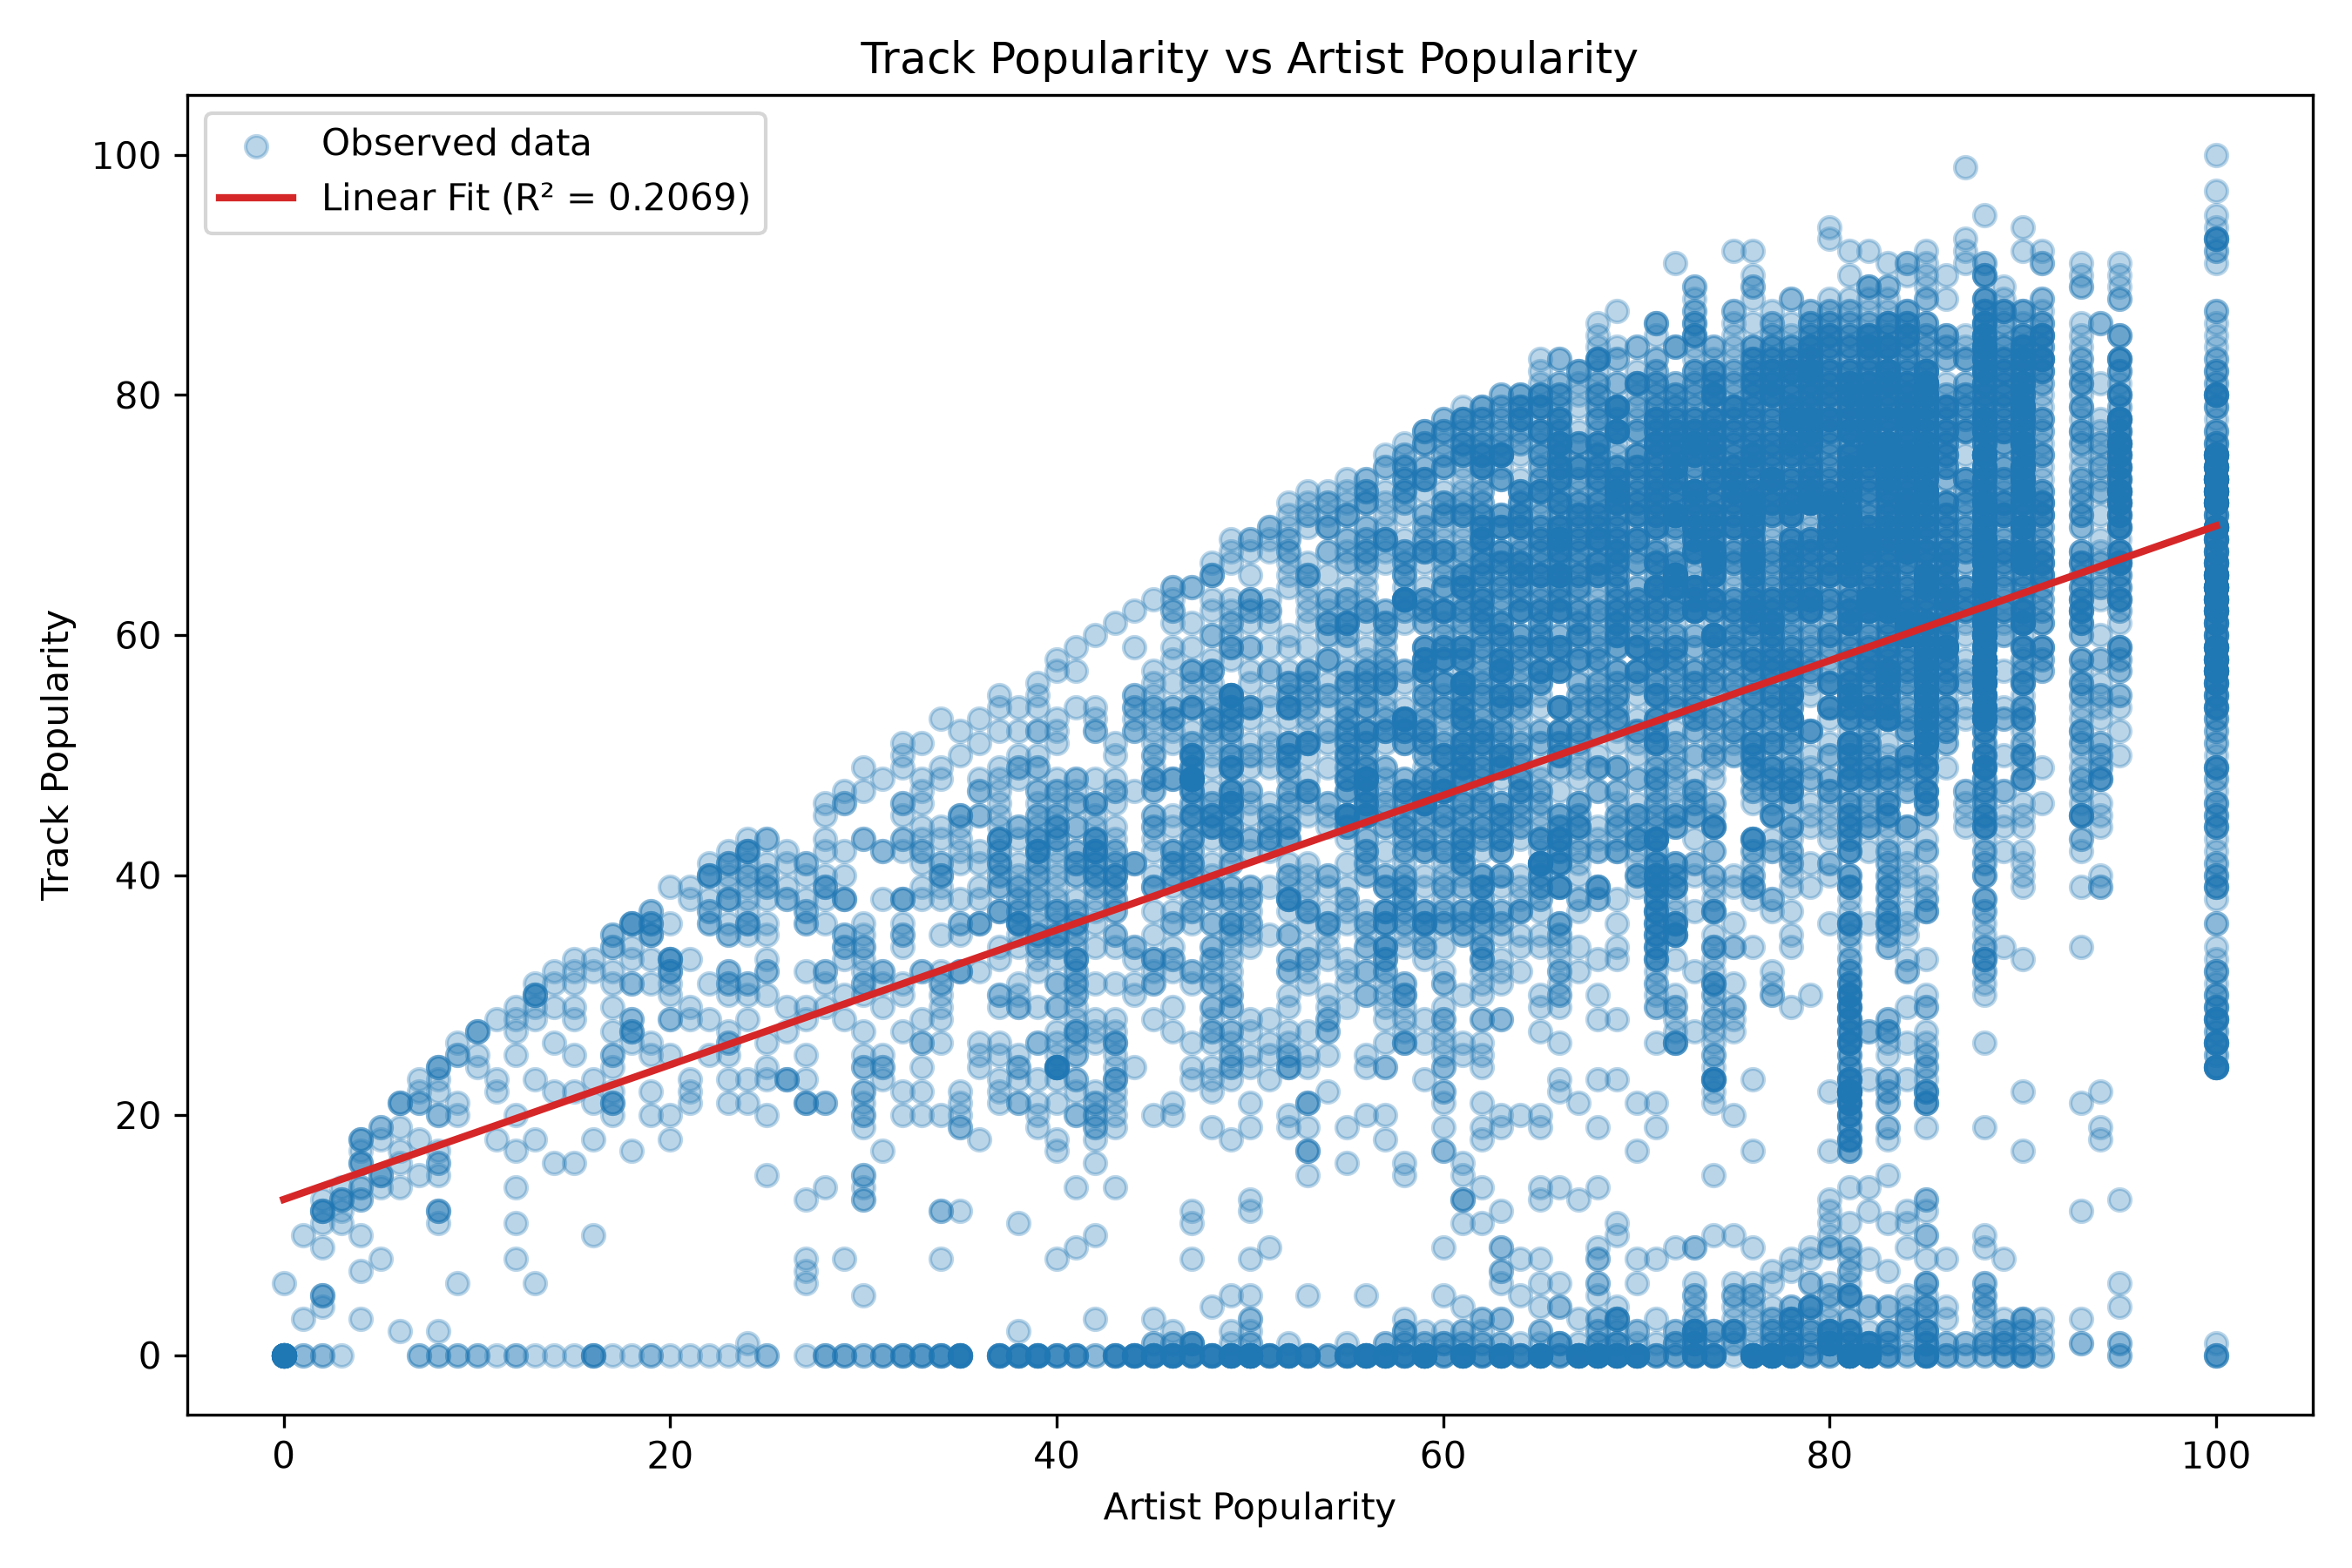 Track Popularity vs Artist Popularity
Observed data
Linear Fit (R² = 0.2069)
Track Popularity
100
80
60
40
20
0
0 20 40 60 80 100
Artist Popularity